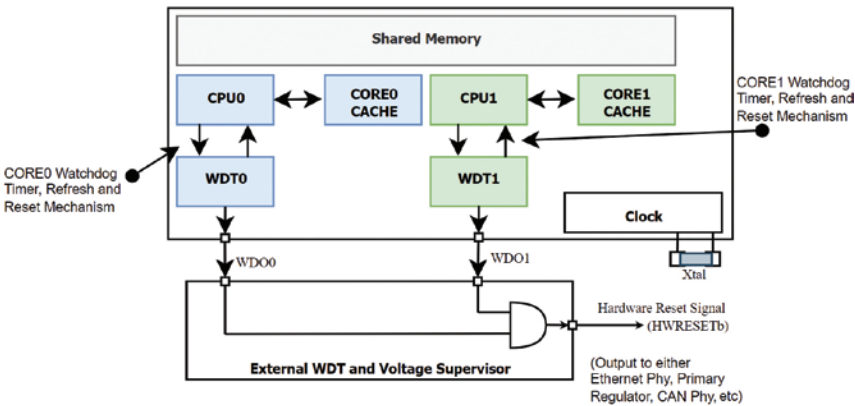 Shared Memory
CPU0
CORE0
CACHE
CPU1
CORE1
CACHE
CORE1 Watchdog
Timer, Refresh and
Reset Mechanism
CORE0 Watchdog
Timer, Refresh and
Reset Mechanism
WDT0
WDT1
Clock
WDO0
WDO1
Xtal
Hardware Reset Signal
(HWRESETb)
External WDT and Voltage Supervisor
(Output to either
Ethernet Phy, Primary
Regulator, CAN Phy, etc)